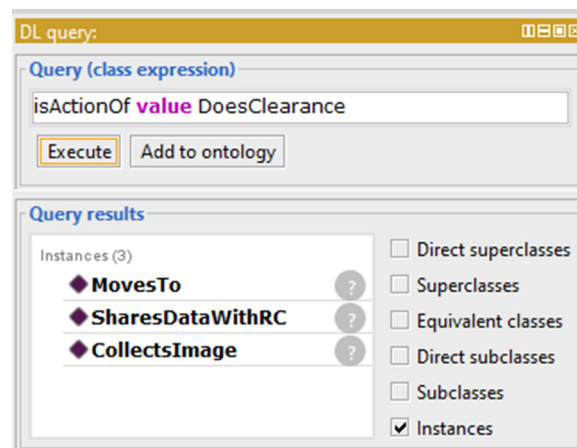 DL query:
Query (class expression)
isActionOf value DoesClearance
Execute Add to ontology
Query results
Instances (3)
MovesTo ?
SharesDataWithRC ?
CollectsImage ?
Direct superclasses
Superclasses
Equivalent classes
Direct subclasses
Subclasses
Instances